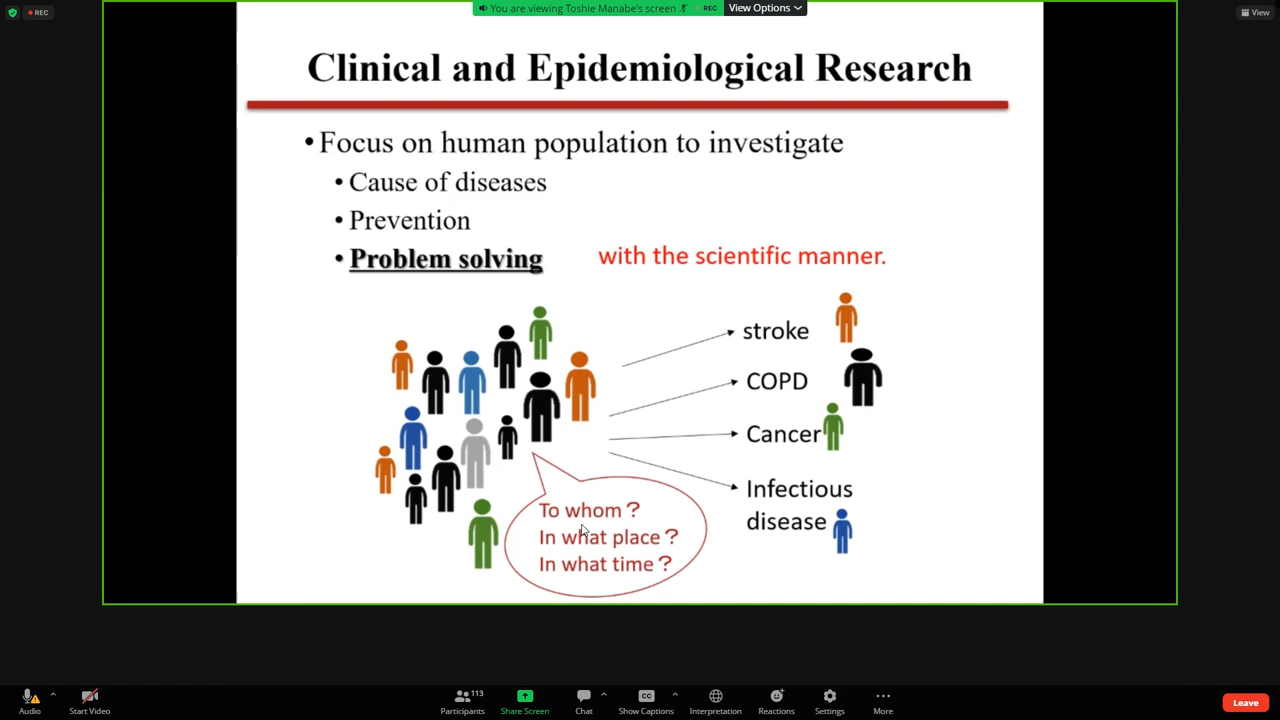 REC
You are viewing Toshie Manabe's screen
REC
View Options
View
Clinical and Epidemiological Research
•Focus on human population to investigate
• Cause of diseases
• Prevention
• Problem solving
with the scientific manner.
stroke
COPD
Cancer
Infectious
disease
To whom？
In what place？
In what time？
Audio
Start Video
113
Participants
Share Screen
Chat
CC
Show Captions
Interpretation
Reactions
Settings
More
Leave